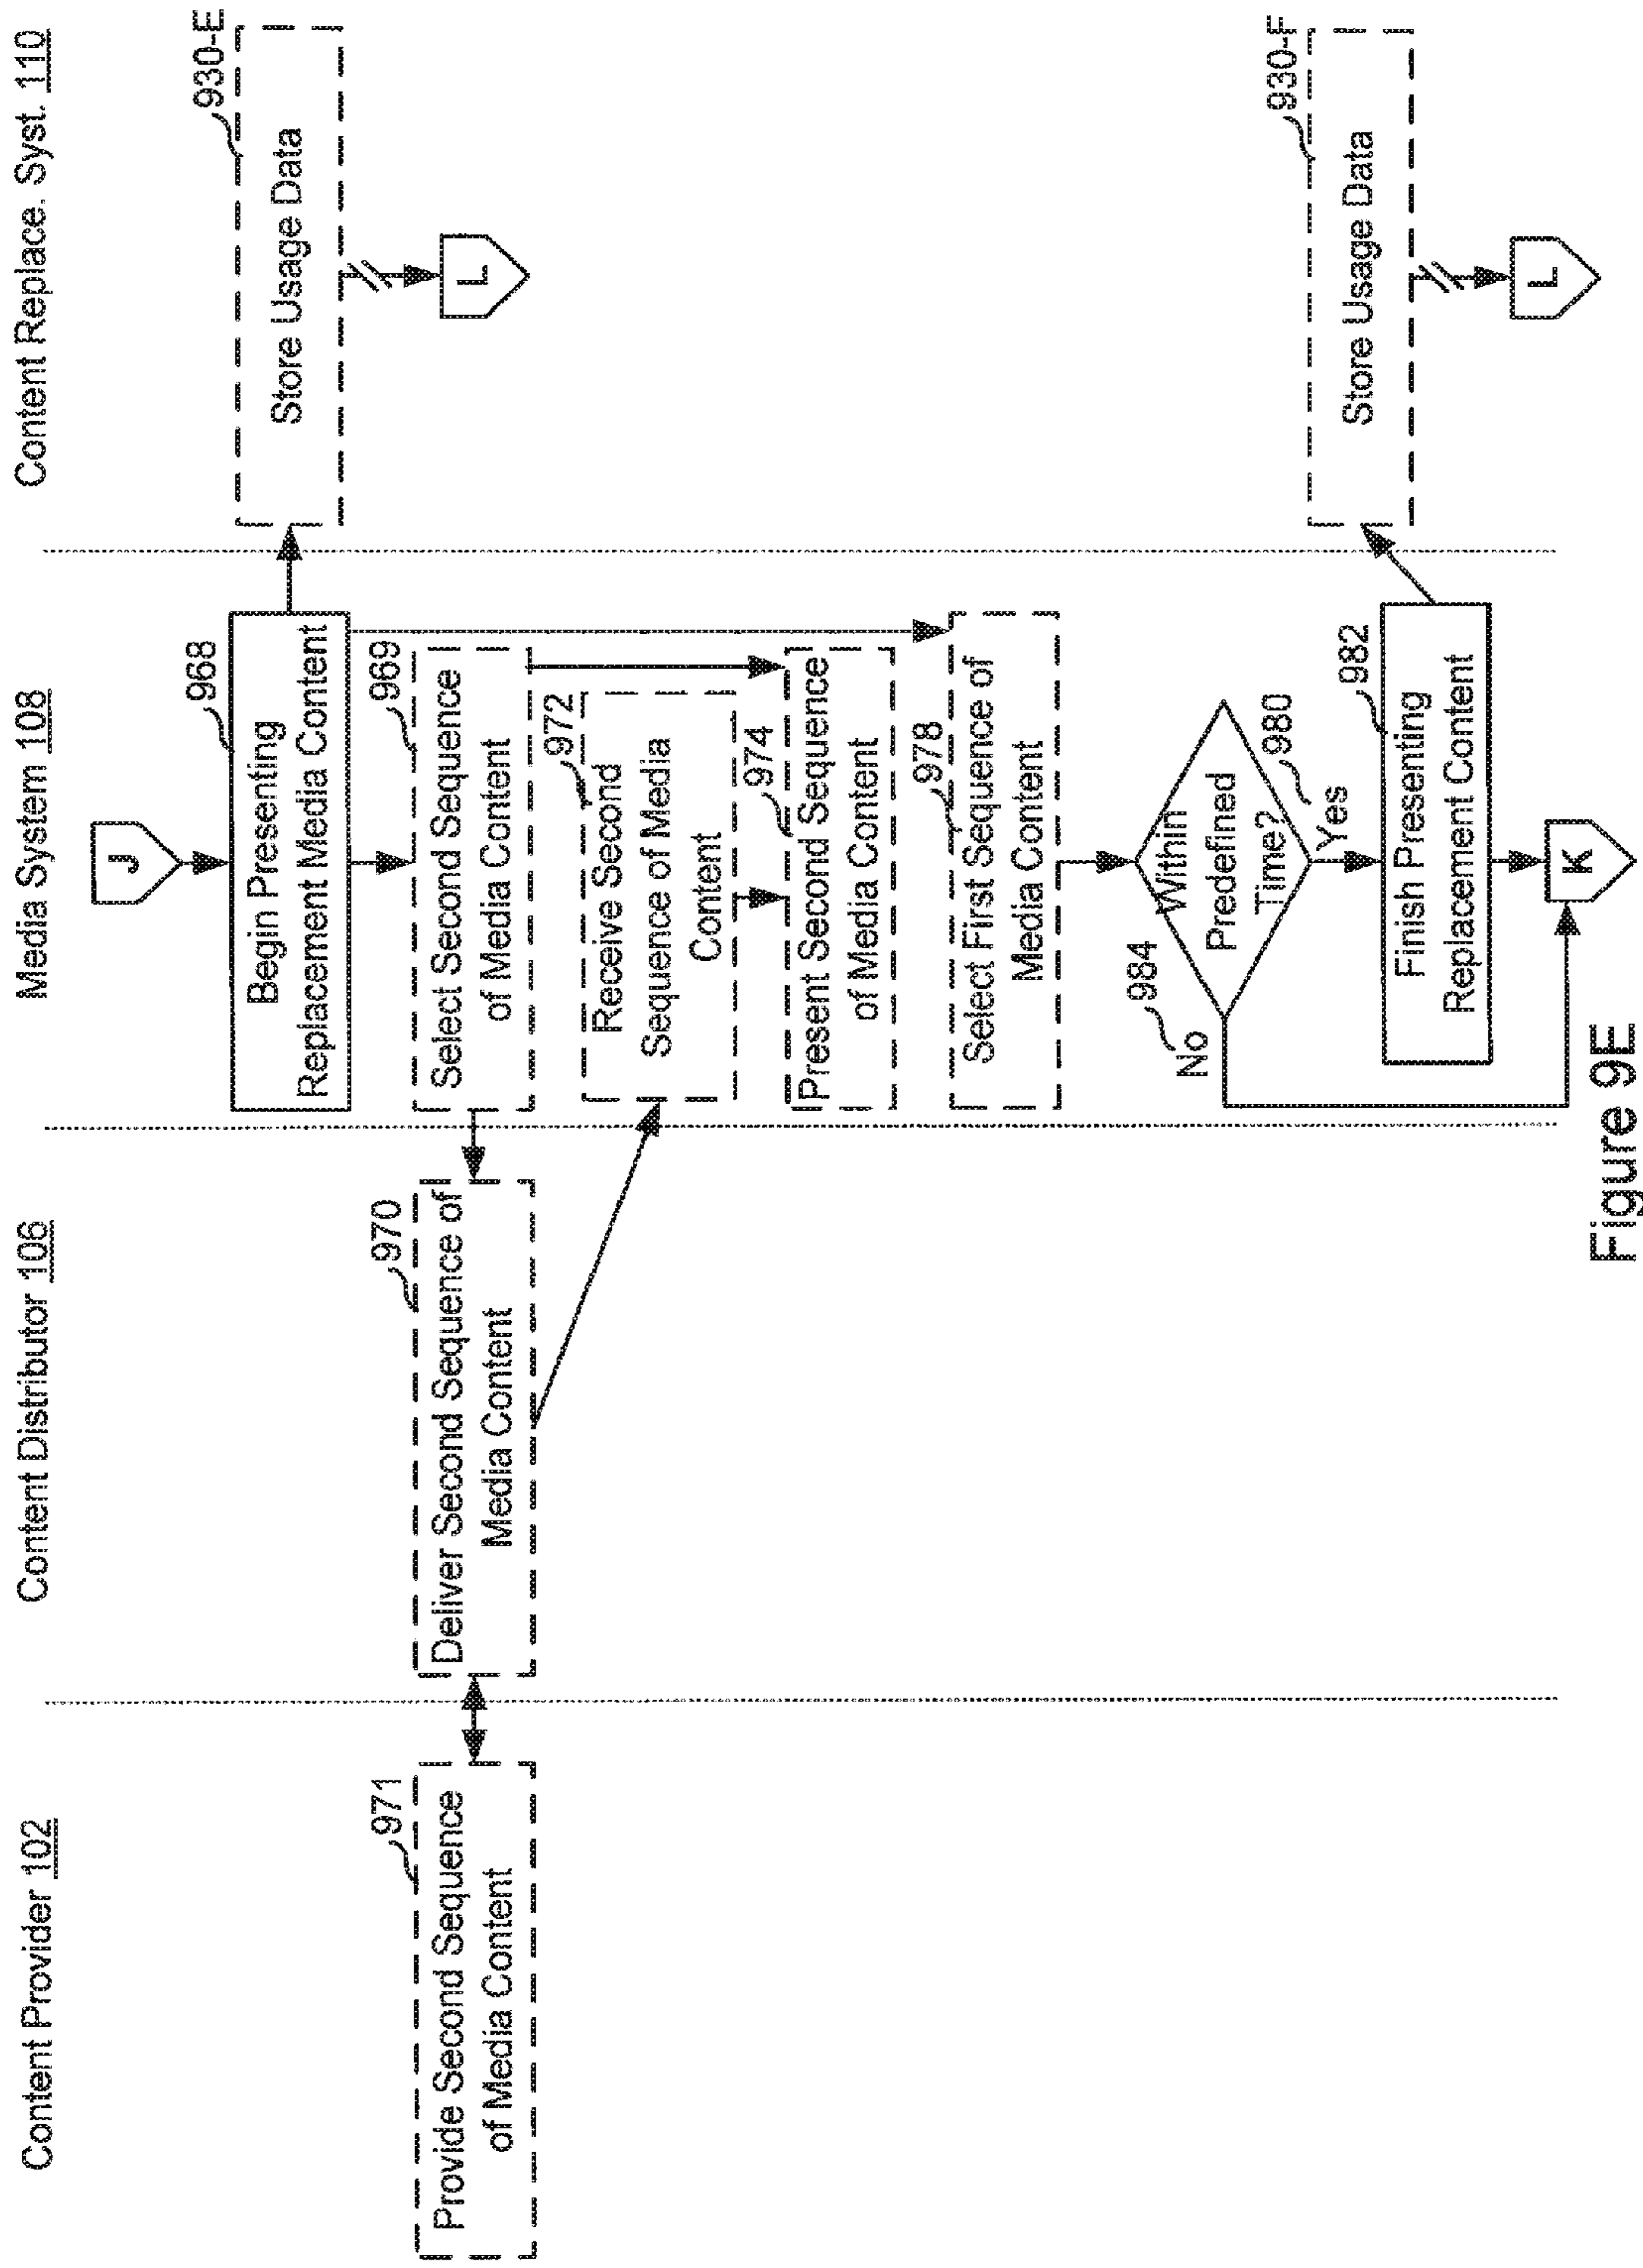 Content Provider 102
Content Distributor 106
Media System 108
Content Replace. Syst. 110
J
968
Begin Presenting
Replacement Media Content
930-E
Store Usage Data
L
971
Provide Second Sequence
of Media Content
970
Deliver Second Sequence of
Media Content
969
Select Second Sequence
of Media Content
972
Receive Second
Sequence of Media
Content
974
Present Second Sequence
of Media Content
978
Select First Sequence of
Media Content
Within
Predefined
Time?
984
No
980
Yes
982
Finish Presenting
Replacement Content
930-F
Store Usage Data
L
K
Figure 9E